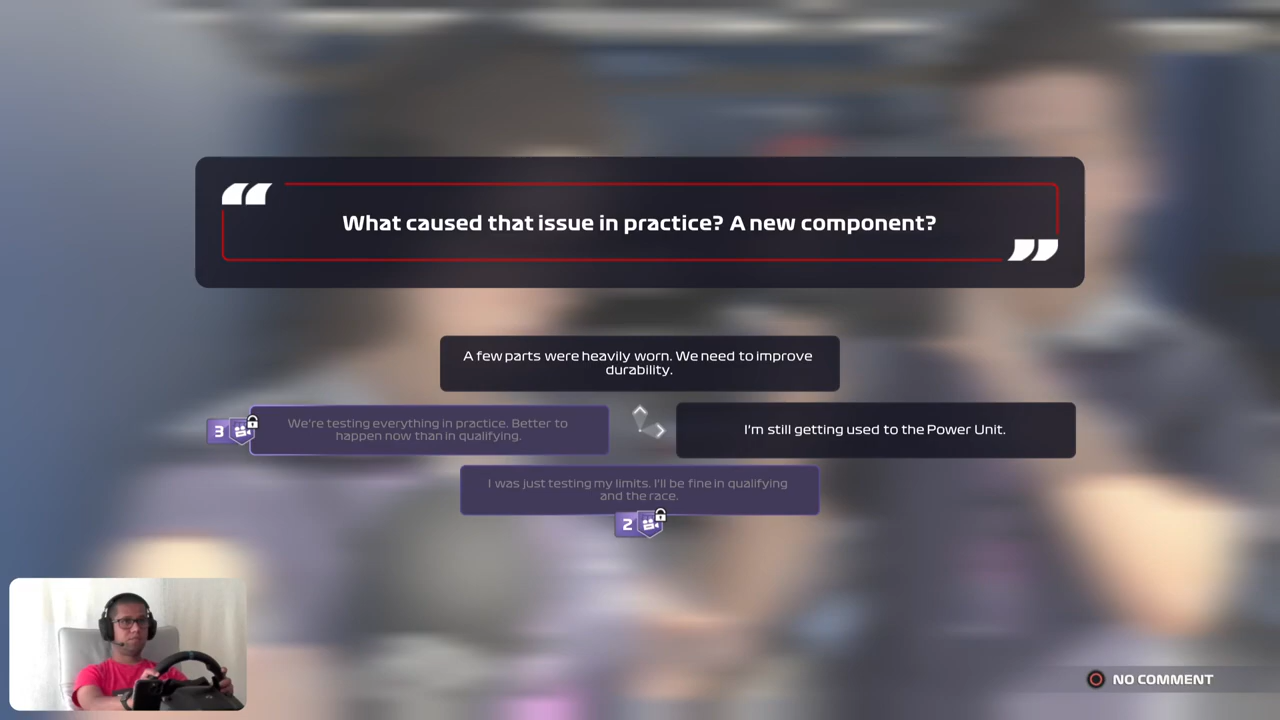 What caused that issue in practice? A new component?
A few parts were heavily worn. We need to improve
durability.
3
We're testing everything in practice. Better to
happen now than in qualifying.
I'm still getting used to the Power Unit.
I was just testing my limits. I'll be fine in qualifying
and the race.
2
NO COMMENT